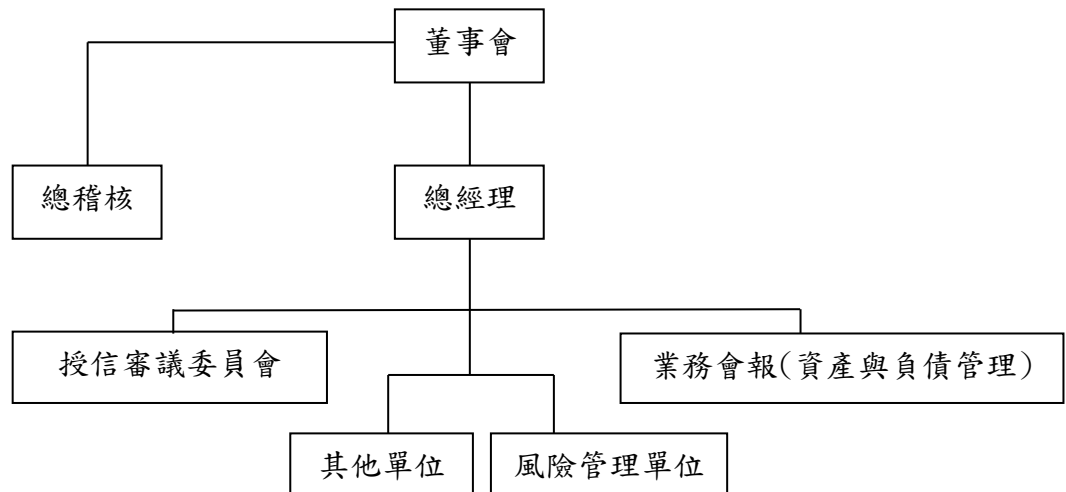 董事會
總稽核
總經理
授信審議委員會
業務會報(資產與負債管理)
其他單位
風險管理單位